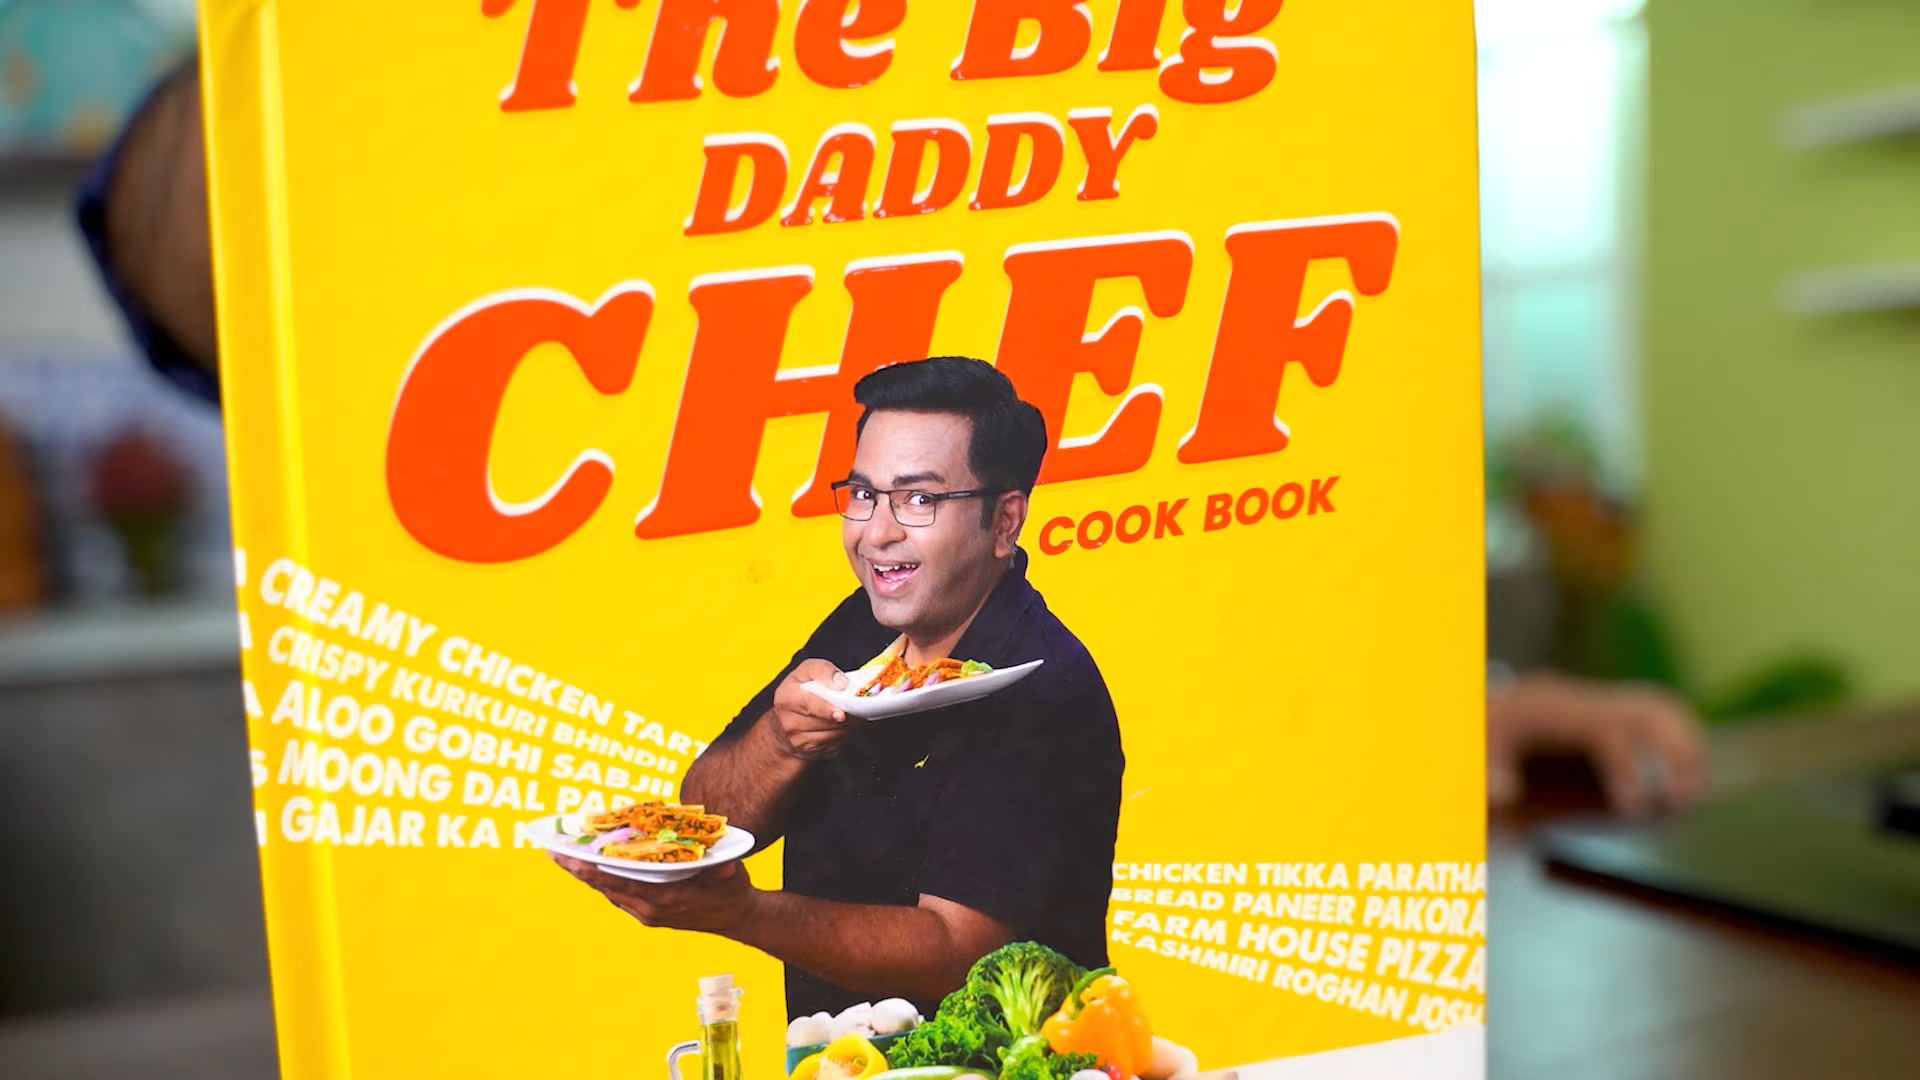 The Big
DADDY
CHEF
COOK BOOK
CREAMY CHICKEN TART
CRISPY KURKURI BHINDII
ALOO GOBHI SABJII
MOONG DAL
GAJAR KA
CHICKEN TIKKA PARATHA
BREAD PANEER PAKORA
FARM HOUSE PIZZA
KASHMIRI ROGHAN JOSH